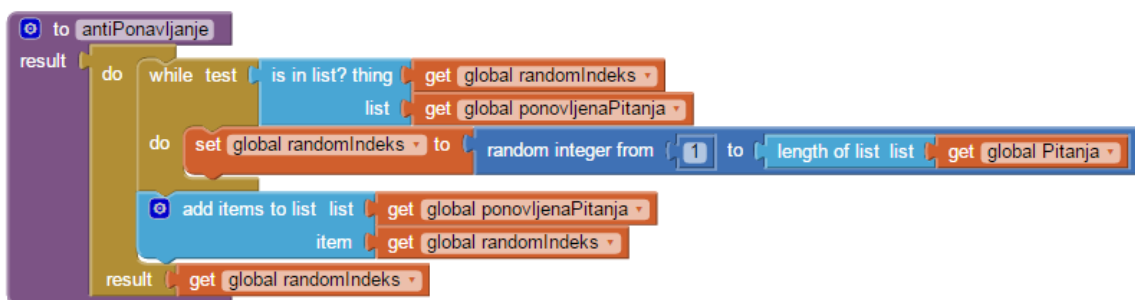 to antiPonavljanje
result do while test is in list? thing get global randomIndeks
list get global ponovljenaPitanja
do set global randomIndeks to random integer from 1 to length of list list get global Pitanja
add items to list list get global ponovljenaPitanja
item get global randomIndeks
result get global randomIndeks